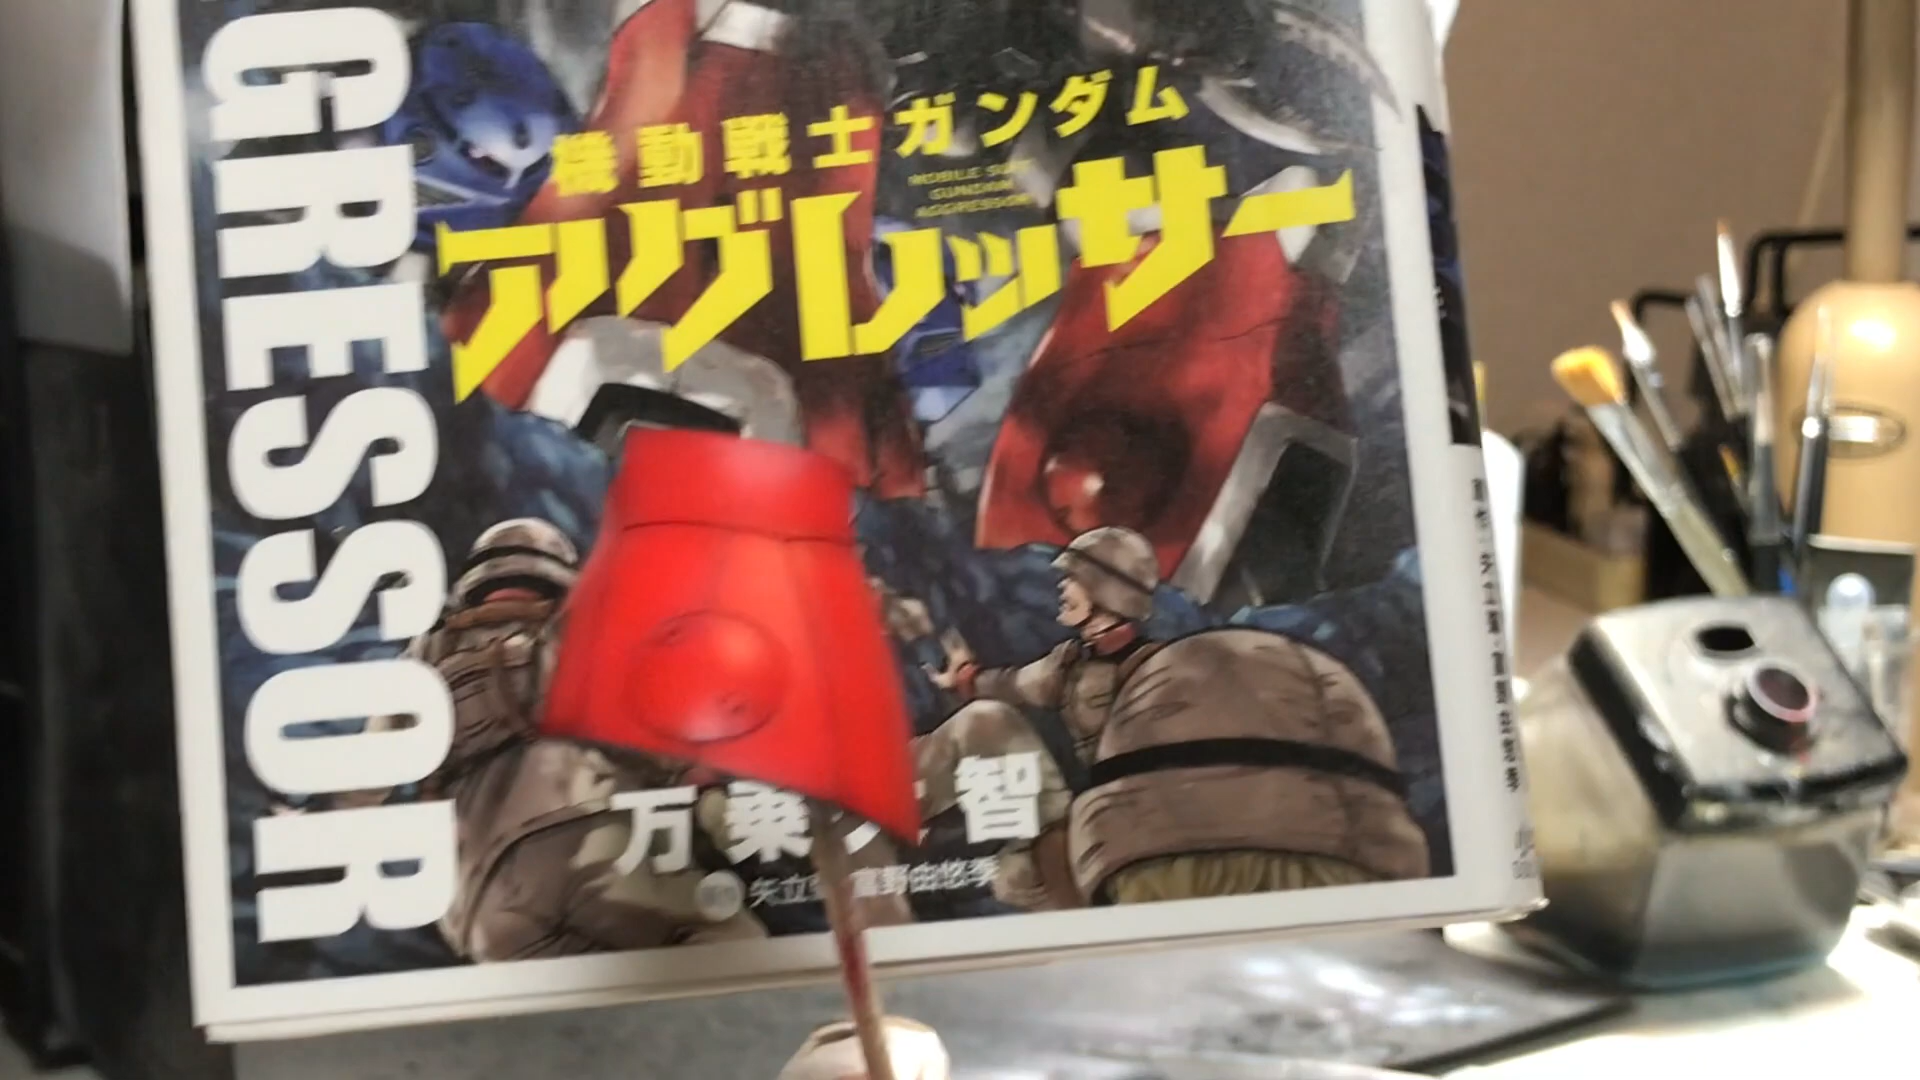 GRESSOR
機動戦士ガンダム
MOBILE SUIT
GUNDAM
AGGRESSOR
アグレッサー
万乗 智
矢立 富野由悠季